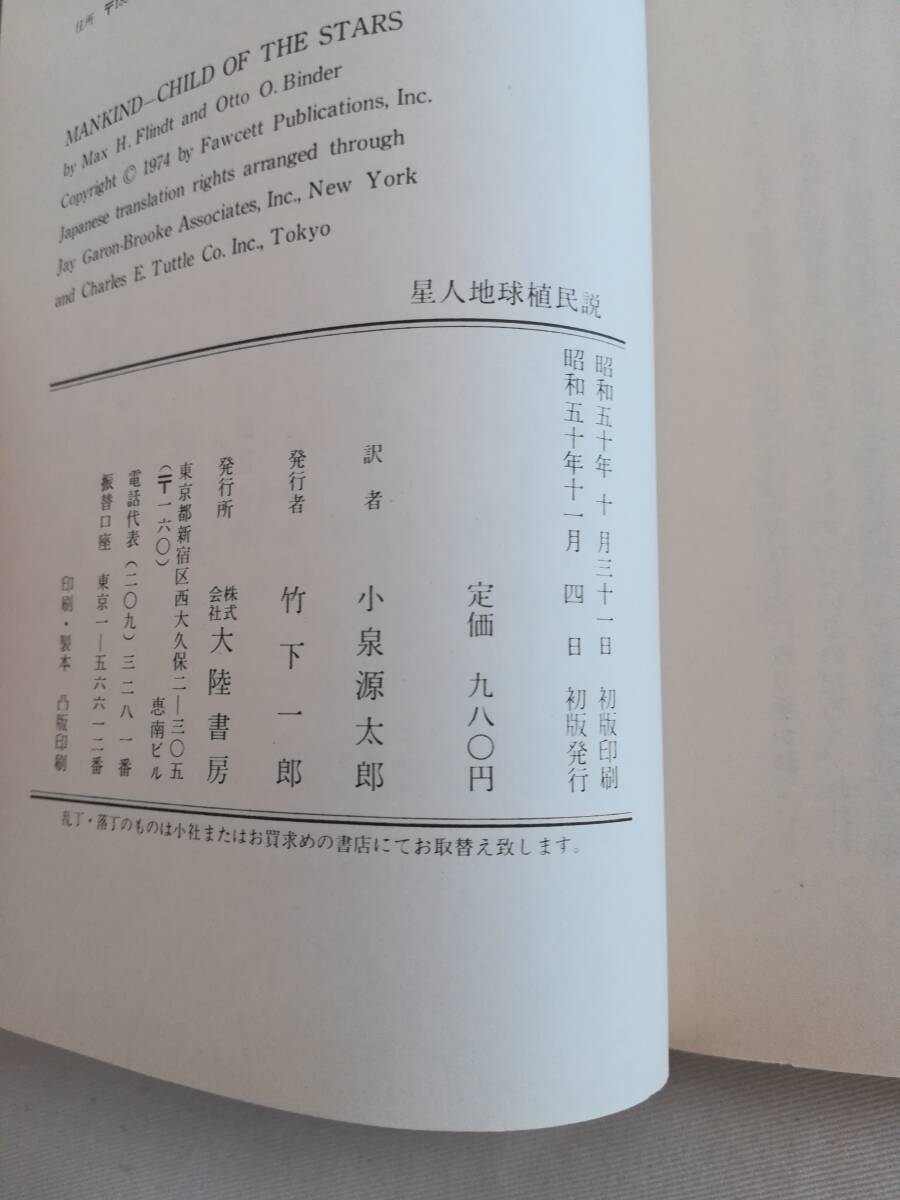 住所
MANKIND—CHILD OF THE STARS
by Max H. Flindt and Otto O. Binder
Copyright © 1974 by Fawcett Publications, Inc.
Japanese translation rights arranged through
Jay Garon-Brooke Associates, Inc., New York
and Charles E. Tuttle Co. Inc., Tokyo
星人地球植民説
昭和五十年 十 月三十一日 初版印刷
昭和五十年十一月 四 日 初版発行
定価 九八〇円
訳者 小泉源太郎
発行者 竹下一郎
発行所 株式会社 大陸書房
東京都新宿区西大久保二—三〇五
(〒一六〇) 恵南ビル
電話代表(二〇九)三二八一番
振替口座 東京一—五六六一二番
印刷・製本 凸版印刷
乱丁・落丁のものは小社またはお買求めの書店にてお取替え致します。